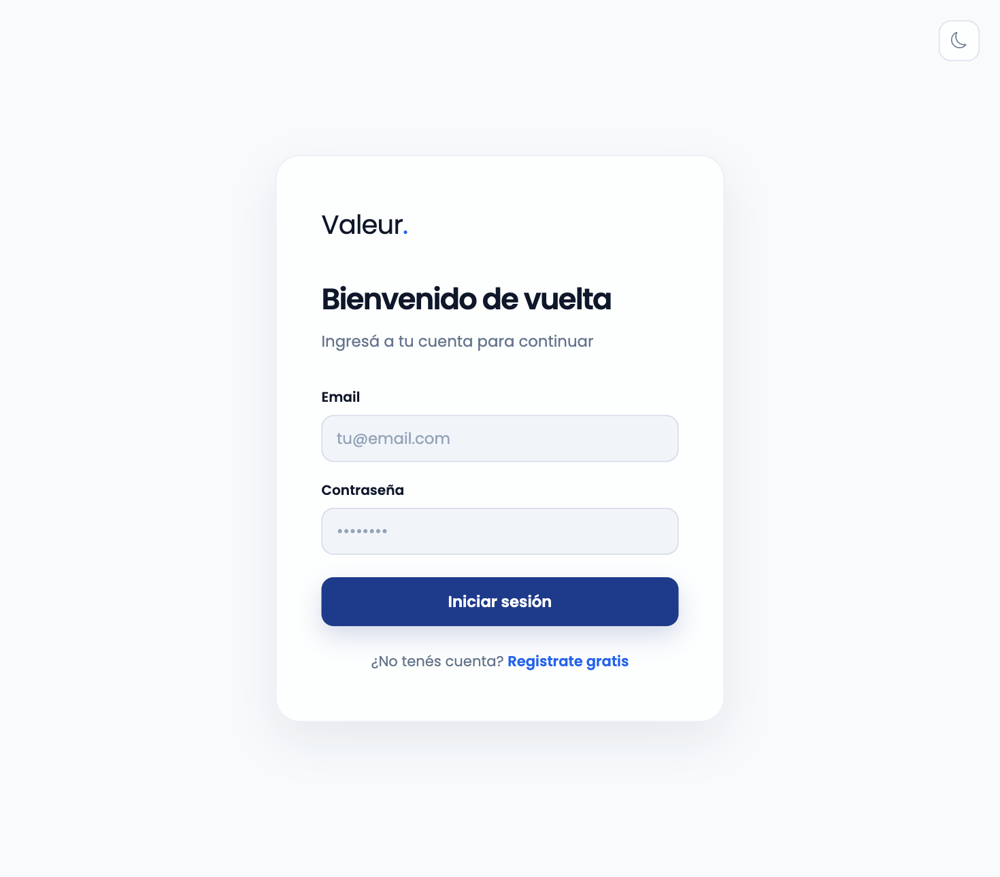 Valeur.
Bienvenido de vuelta
Ingresá a tu cuenta para continuar
Email
tu@email.com
Contraseña
••••••••
Iniciar sesión
¿No tenés cuenta? Registrate gratis